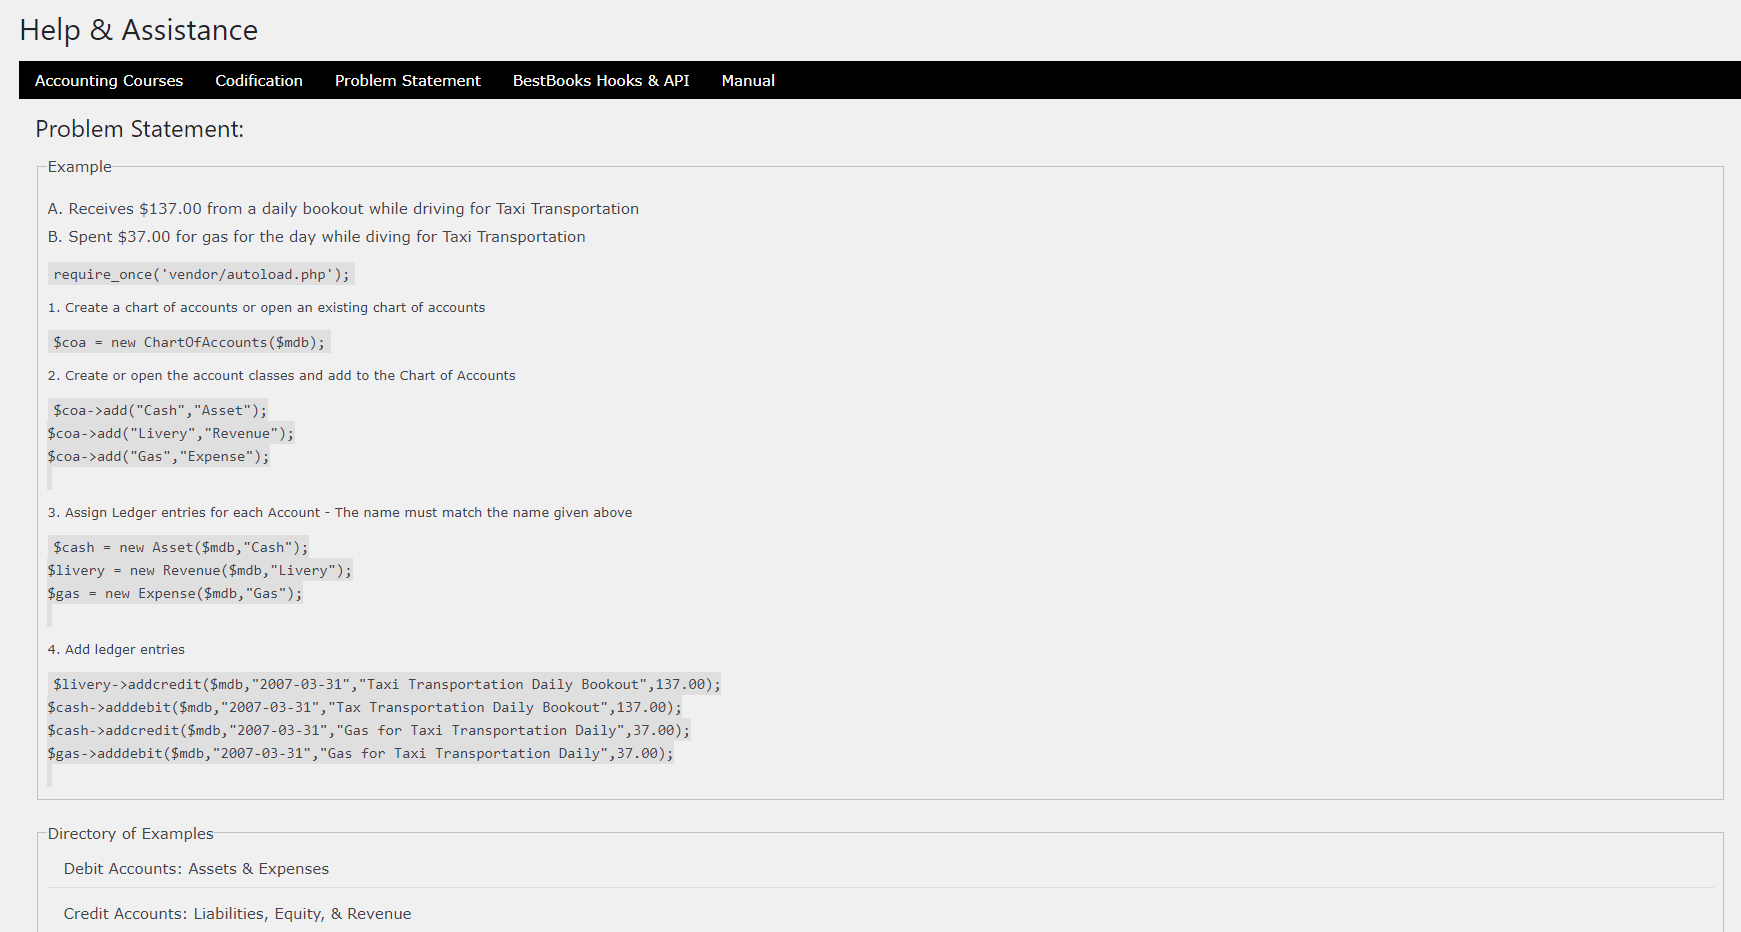 Help & Assistance
Accounting Courses Codification Problem Statement BestBooks Hooks & API Manual
Problem Statement:
Example
A. Receives $137.00 from a daily bookout while driving for Taxi Transportation
B. Spent $37.00 for gas for the day while diving for Taxi Transportation
require_once('vendor/autoload.php');
1. Create a chart of accounts or open an existing chart of accounts
$coa = new ChartOfAccounts($mdb);
2. Create or open the account classes and add to the Chart of Accounts
$coa->add("Cash","Asset");
$coa->add("Livery","Revenue");
$coa->add("Gas","Expense");
3. Assign Ledger entries for each Account - The name must match the name given above
$cash = new Asset($mdb,"Cash");
$livery = new Revenue($mdb,"Livery");
$gas = new Expense($mdb,"Gas");
4. Add ledger entries
$livery->addcredit($mdb,"2007-03-31","Taxi Transportation Daily Bookout",137.00);
$cash->adddebit($mdb,"2007-03-31","Tax Transportation Daily Bookout",137.00);
$cash->addcredit($mdb,"2007-03-31","Gas for Taxi Transportation Daily",37.00);
$gas->adddebit($mdb,"2007-03-31","Gas for Taxi Transportation Daily",37.00);
Directory of Examples
Debit Accounts: Assets & Expenses
Credit Accounts: Liabilities, Equity, & Revenue